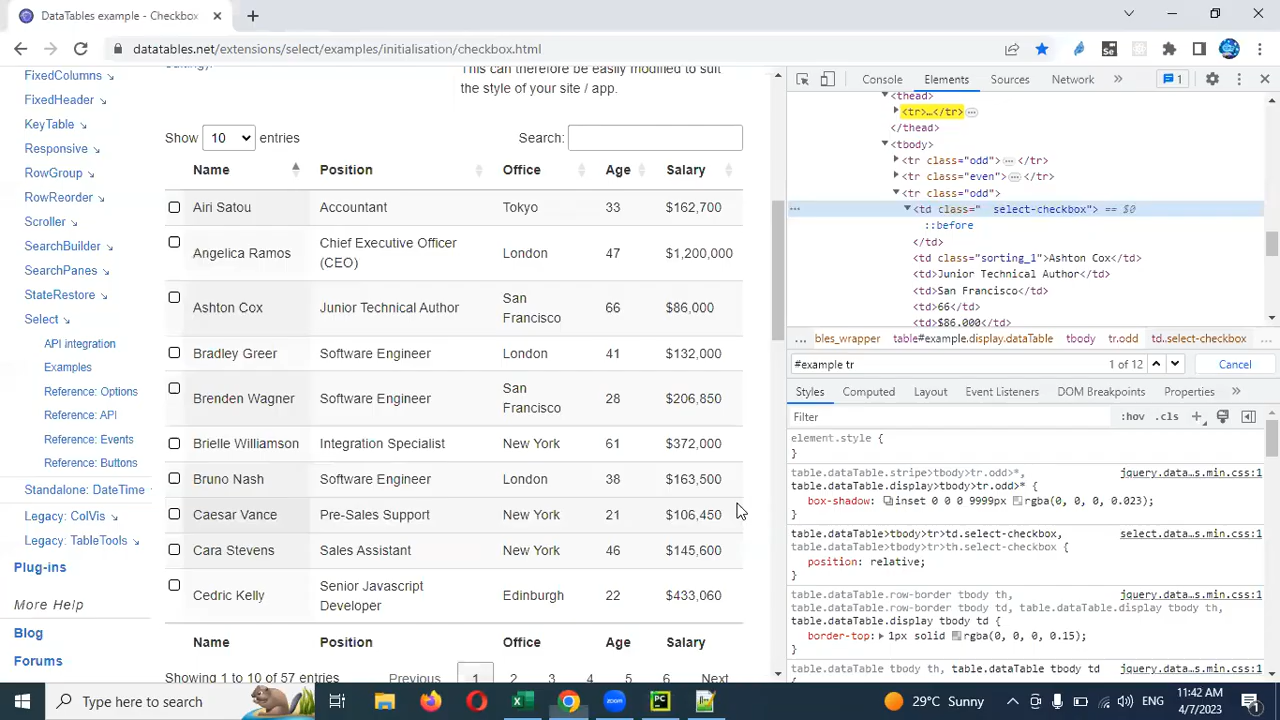 DataTables example - Checkbox
datatables.net/extensions/select/examples/initialisation/checkbox.html
FixedColumns
FixedHeader
KeyTable
Responsive
RowGroup
RowReorder
Scroller
SearchBuilder
SearchPanes
StateRestore
Select
API integration
Examples
Reference: Options
Reference: API
Reference: Events
Reference: Buttons
Standalone: DateTime
Legacy: ColVis
Legacy: TableTools
Plug-ins
More Help
Blog
Forums
This can therefore be easily modified to suit
the style of your site / app.
Show 10 entries Search:
Name Position Office Age Salary
Airi Satou Accountant Tokyo 33 $162,700
Angelica Ramos Chief Executive Officer (CEO) London 47 $1,200,000
Ashton Cox Junior Technical Author San Francisco 66 $86,000
Bradley Greer Software Engineer London 41 $132,000
Brenden Wagner Software Engineer San Francisco 28 $206,850
Brielle Williamson Integration Specialist New York 61 $372,000
Bruno Nash Software Engineer London 38 $163,500
Caesar Vance Pre-Sales Support New York 21 $106,450
Cara Stevens Sales Assistant New York 46 $145,600
Cedric Kelly Senior Javascript Developer Edinburgh 22 $433,060
Name Position Office Age Salary
Showing 1 to 10 of 57 entries Previous 1 2 3 4 5 6 Next
Console Elements Sources Network » 1
<thead>
<tr>…</tr>
</thead>
<tbody>
<tr class="odd"> … </tr>
<tr class="even"> … </tr>
<tr class="odd">
<td class="  select-checkbox"> == $0
::before
</td>
<td class="sorting_1">Ashton Cox</td>
<td>Junior Technical Author</td>
<td>San Francisco</td>
<td>66</td>
<td>$86,000</td>
... bles_wrapper table#example.display.dataTable tbody tr.odd td..select-checkbox ...
#example tr 1 of 12 Cancel
Styles Computed Layout Event Listeners DOM Breakpoints Properties »
Filter :hov .cls +
element.style {
}
table.dataTable.stripe>tbody>tr.odd>*, jquery.data…s.min.css:1
table.dataTable.display>tbody>tr.odd>* {
box-shadow: inset 0 0 0 9999px rgba(0, 0, 0, 0.023);
}
table.dataTable>tbody>tr>td.select-checkbox, select.data…s.min.css:1
table.dataTable>tbody>tr>th.select-checkbox {
position: relative;
}
table.dataTable.row-border tbody th, jquery.data…s.min.css:1
table.dataTable.row-border tbody td, table.dataTable.display tbody th,
table.dataTable.display tbody td {
border-top: 1px solid rgba(0, 0, 0, 0.15);
}
table.dataTable tbody th, table.dataTable tbody td jquery.data…s.min.css:1
Type here to search
29°C Sunny
ENG
11:42 AM
4/7/2023